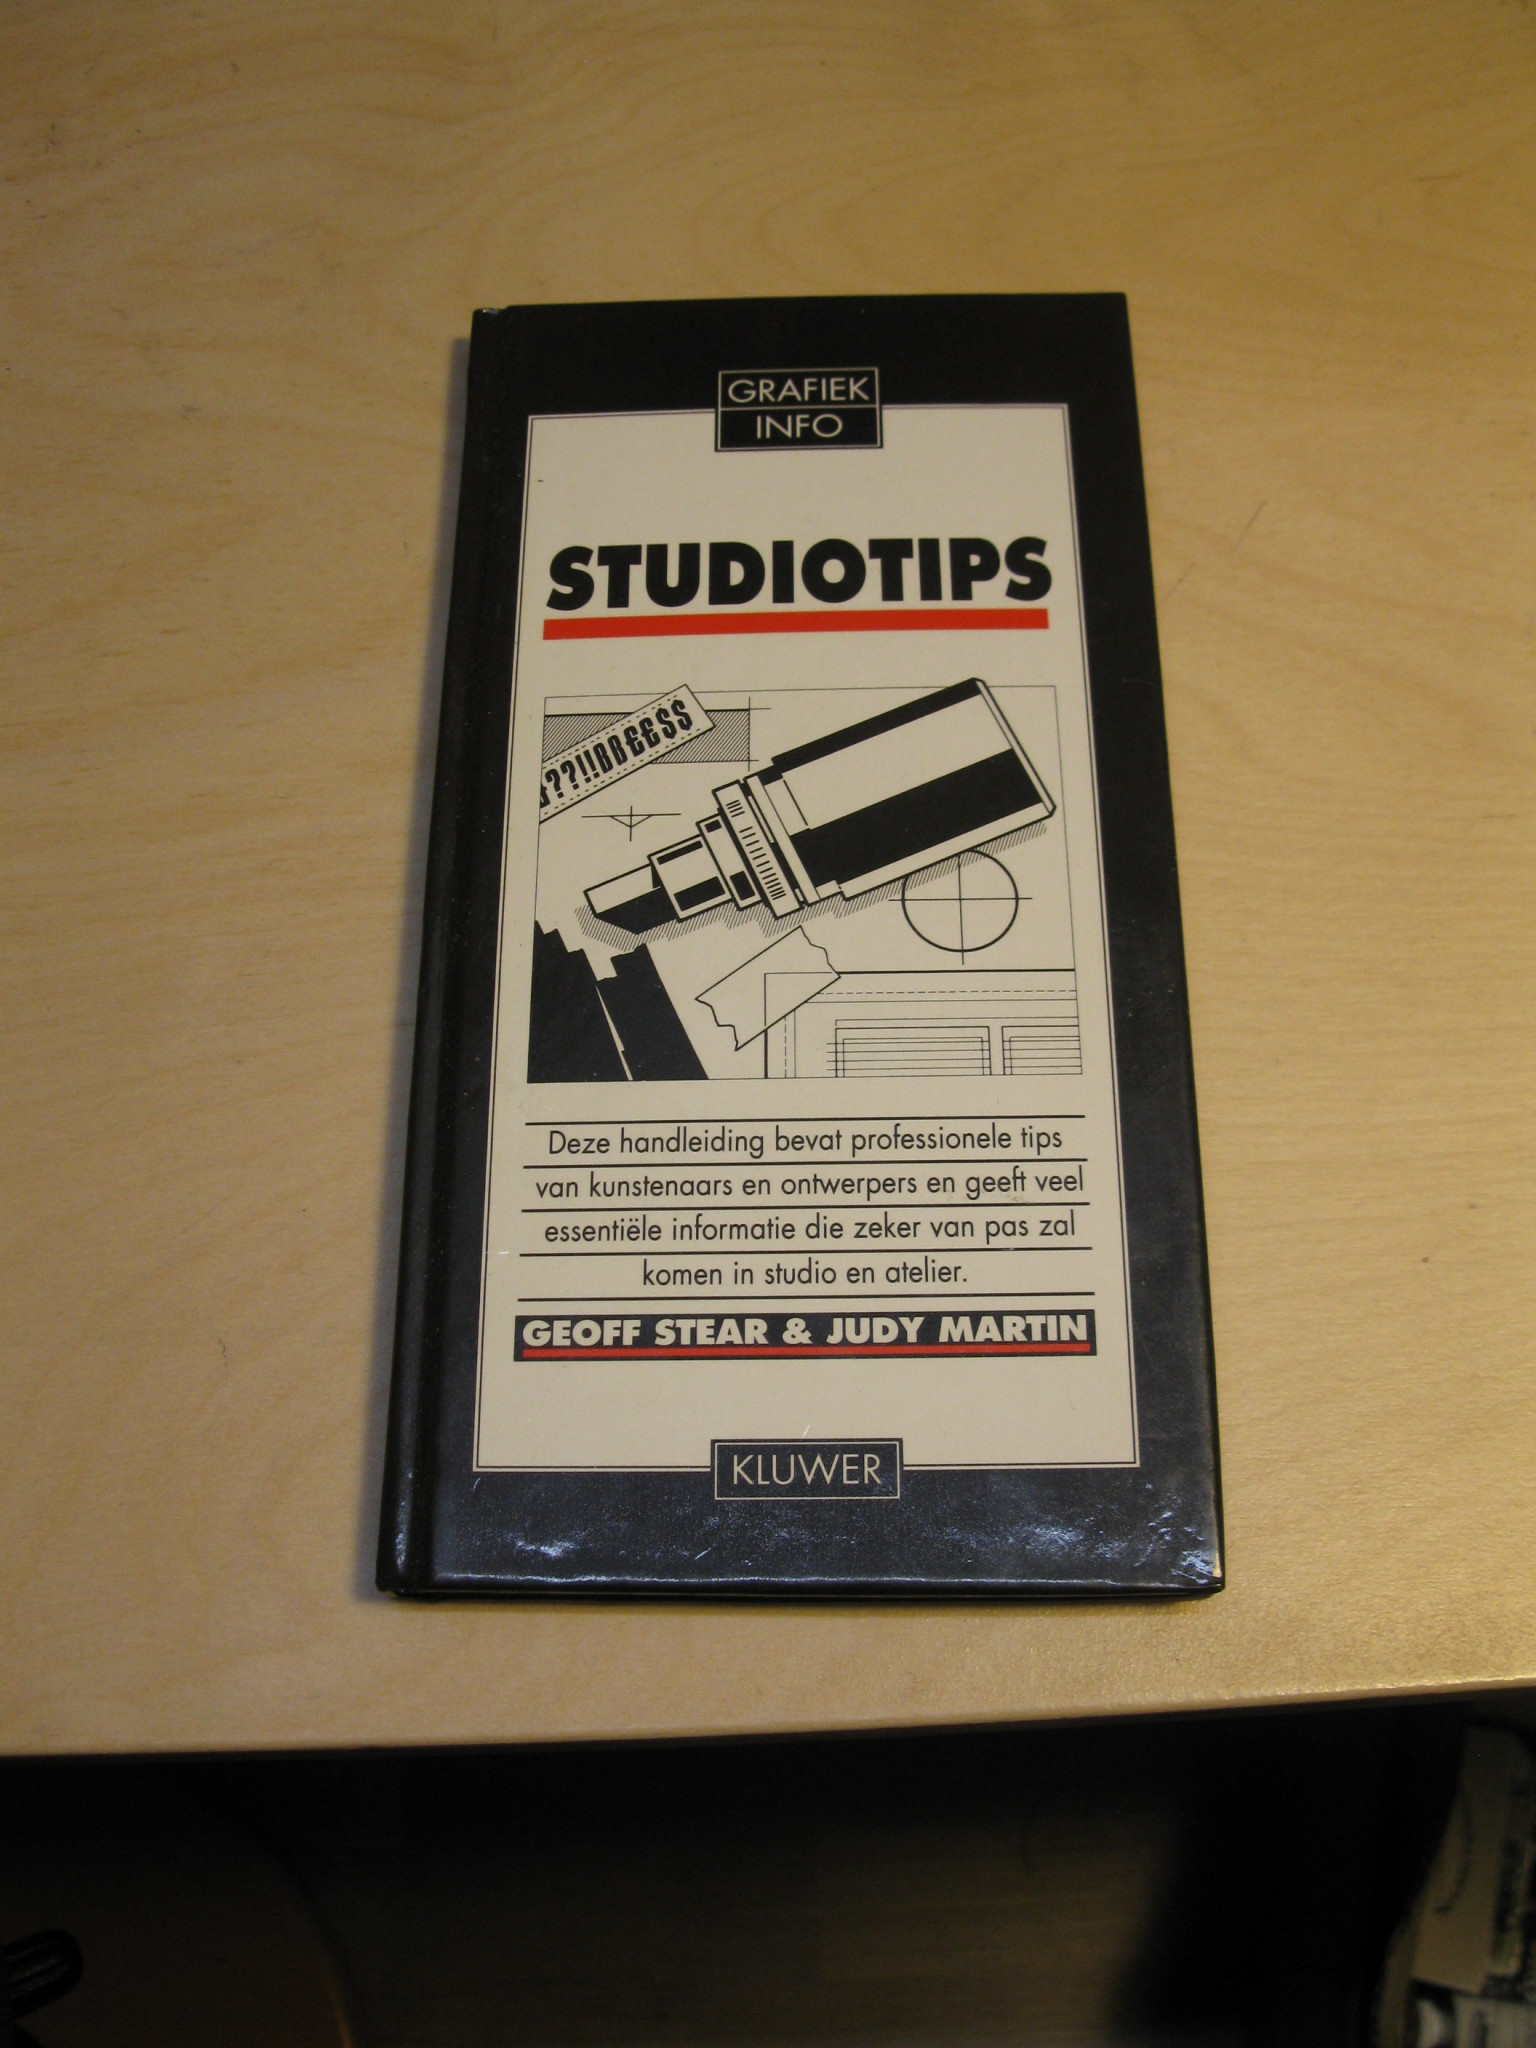 GRAFIEK
INFO
STUDIOTIPS
??!!BB££$$
Deze handleiding bevat professionele tips
van kunstenaars en ontwerpers en geeft veel
essentiële informatie die zeker van pas zal
komen in studio en atelier.
GEOFF STEAR & JUDY MARTIN
KLUWER